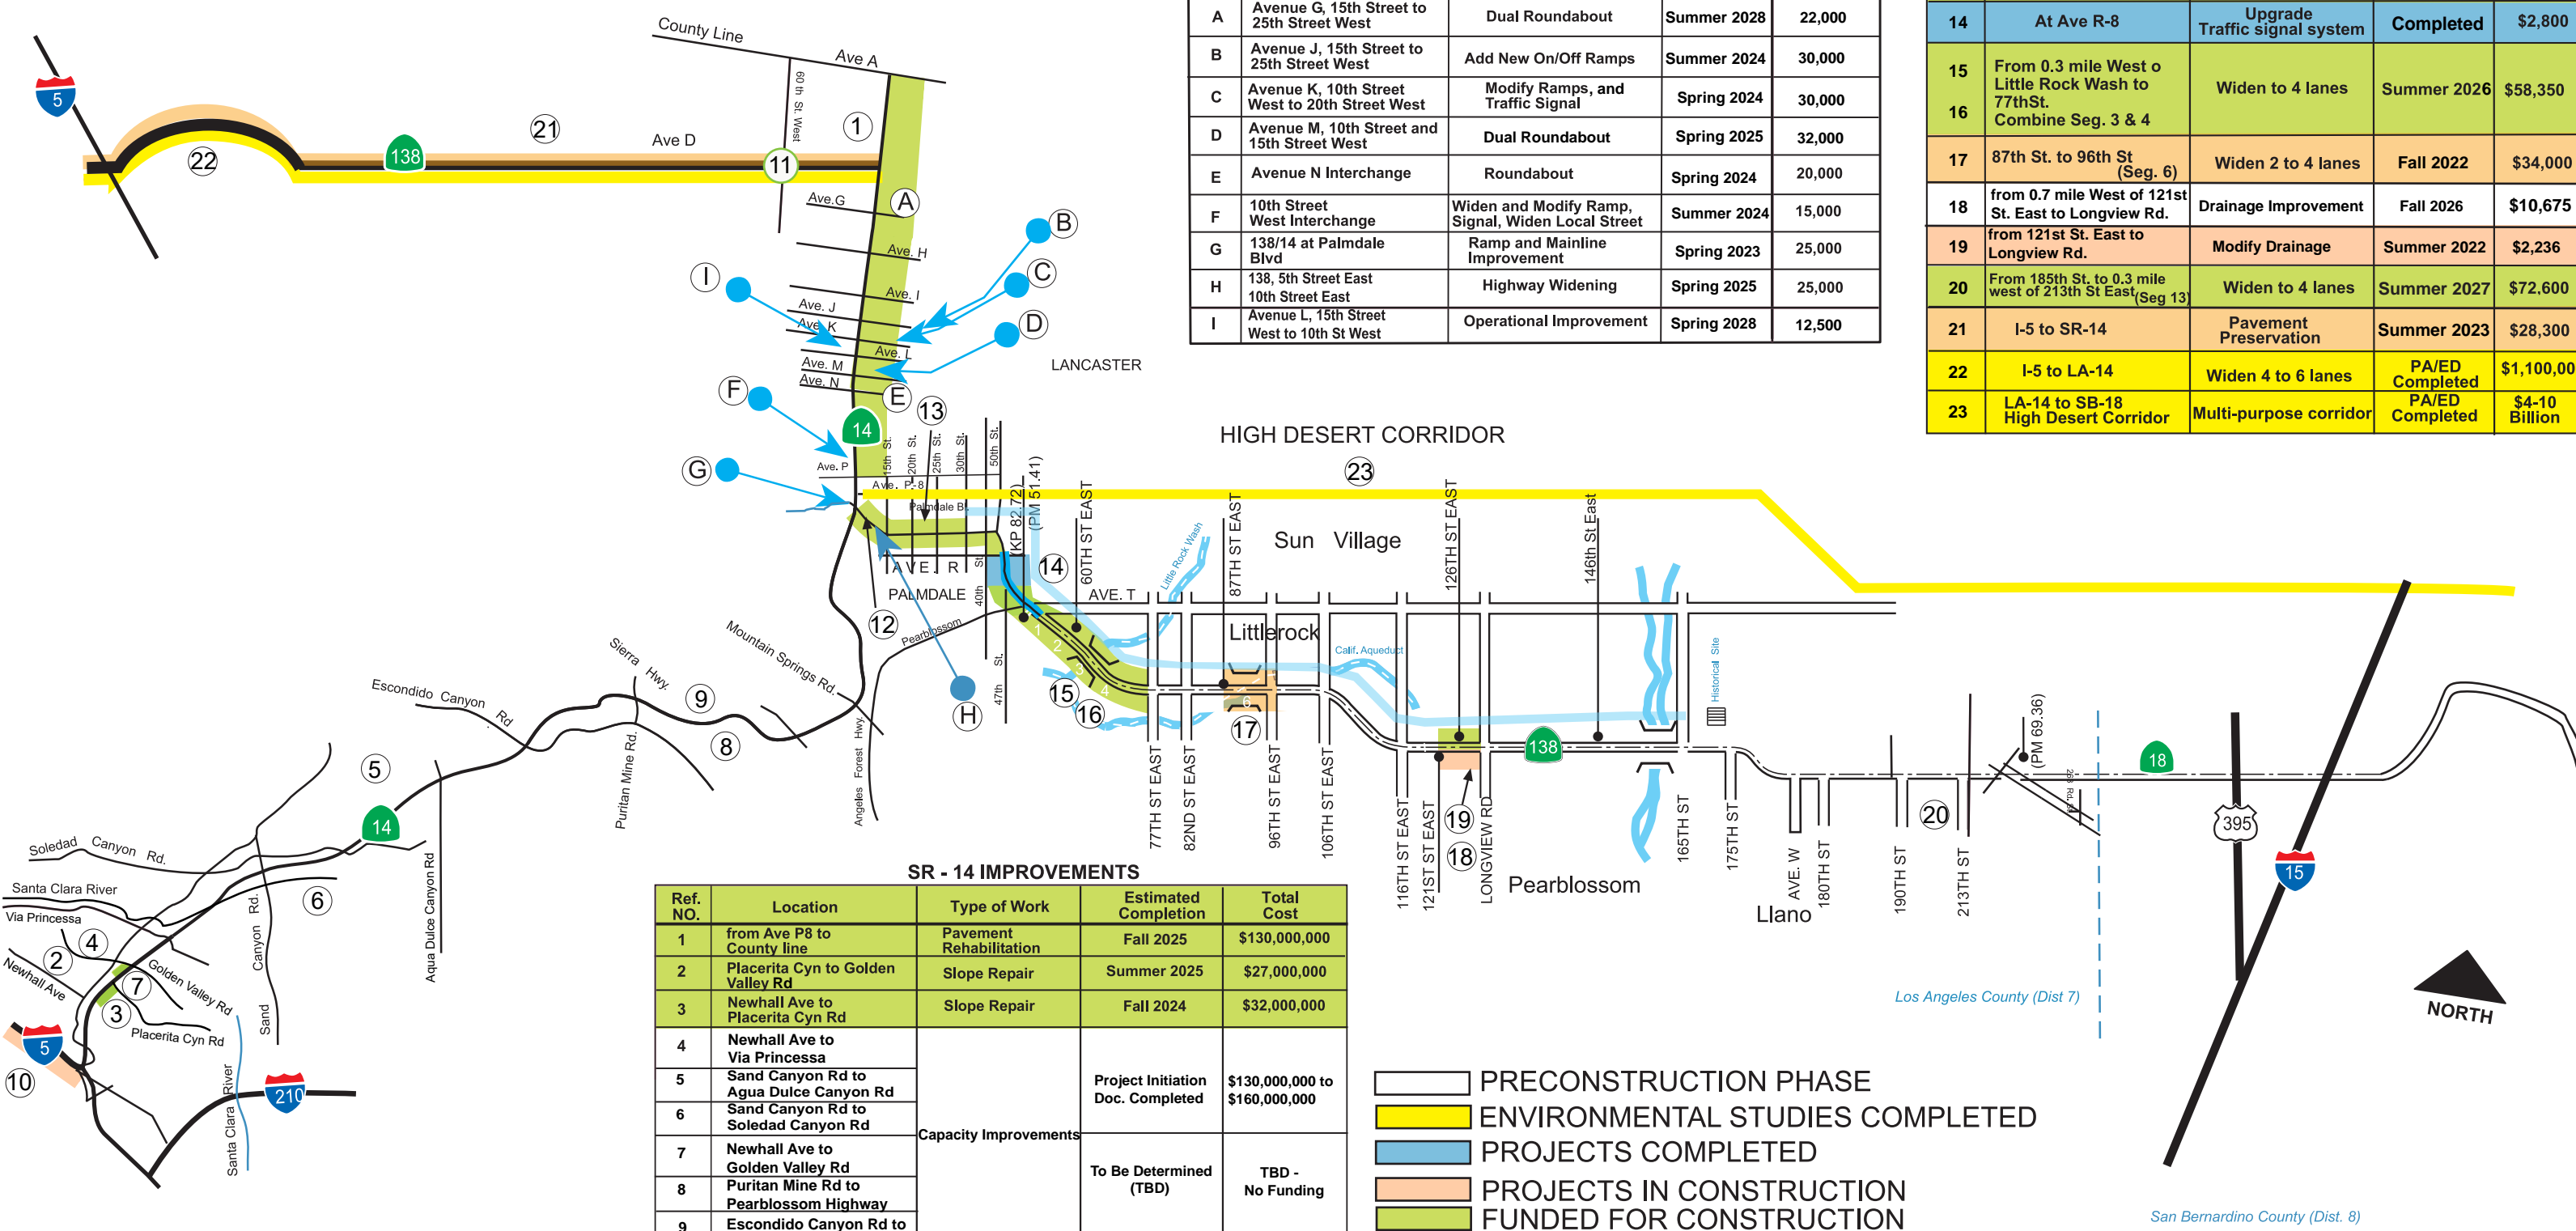 County Line
Ave A
60 th St. West
5
22
138
21
Ave D
11
1
Ave.G
A
Ave. H
B
I
C
Ave. I
Ave. J
Ave. K
D
Ave. L
Ave. M
Ave. N
E
LANCASTER
F
13
14
G
Ave. P
15th St.
20th St.
25th St.
30th St.
50th St.
Ave. P-8
Palmdale Bl.
(KP 82.72)
(PM 51.41)
HIGH DESERT CORRIDOR
23
A Avenue G, 15th Street to 25th Street West Dual Roundabout Summer 2028 22,000
B Avenue J, 15th Street to 25th Street West Add New On/Off Ramps Summer 2024 30,000
C Avenue K, 10th Street West to 20th Street West Modify Ramps, and Traffic Signal Spring 2024 30,000
D Avenue M, 10th Street and 15th Street West Dual Roundabout Spring 2025 32,000
E Avenue N Interchange Roundabout Spring 2024 20,000
F 10th Street West Interchange Widen and Modify Ramp, Signal, Widen Local Street Summer 2024 15,000
G 138/14 at Palmdale Blvd Ramp and Mainline Improvement Spring 2023 25,000
H 138, 5th Street East 10th Street East Highway Widening Spring 2025 25,000
I Avenue L, 15th Street West to 10th St West Operational Improvement Spring 2028 12,500
14 At Ave R-8 Upgrade Traffic signal system Completed $2,800
15 16 From 0.3 mile West o Little Rock Wash to 77thSt. Combine Seg. 3 & 4 Widen to 4 lanes Summer 2026 $58,350
17 87th St. to 96th St (Seg. 6) Widen 2 to 4 lanes Fall 2022 $34,000
18 from 0.7 mile West of 121st St. East to Longview Rd. Drainage Improvement Fall 2026 $10,675
19 from 121st St. East to Longview Rd. Modify Drainage Summer 2022 $2,236
20 From 185th St. to 0.3 mile west of 213th St East (Seg 13) Widen to 4 lanes Summer 2027 $72,600
21 I-5 to SR-14 Pavement Preservation Summer 2023 $28,300
22 I-5 to LA-14 Widen 4 to 6 lanes PA/ED Completed $1,100,00
23 LA-14 to SB-18 High Desert Corridor Multi-purpose corridor PA/ED Completed $4-10 Billion
AVE. R
PALMDALE
40th St.
47th St.
14
60TH ST EAST
AVE. T
Little Rock Wash
87TH ST EAST
Sun Village
126TH ST EAST
146th St East
Littlerock
Calif. Aqueduct
Historical Site
12
Pearblossom
H
1
2
3
4
15
16
6
17
138
(PM 69.36)
263 Rd. St
18
395
15
Mountain Springs Rd.
Sierra Hwy.
Escondido Canyon Rd
9
8
Puritan Mine Rd.
Angeles Forest Hwy.
77TH ST EAST
82ND ST EAST
96TH ST EAST
106TH ST EAST
116TH ST EAST
121ST ST EAST
19
18
LONGVIEW RD
Pearblossom
165TH ST
175TH ST
Llano
AVE. W
180TH ST
190TH ST
20
213TH ST
5
14
Soledad Canyon Rd.
Santa Clara River
Via Princessa
6
4
2
Newhall Ave
7
Golden Valley Rd
3
Placerita Cyn Rd
Sand Canyon Rd.
Aqua Dulce Canyon Rd
5
10
Santa Clara River
210
SR - 14 IMPROVEMENTS
Ref. NO. Location Type of Work Estimated Completion Total Cost
1 from Ave P8 to County line Pavement Rehabilitation Fall 2025 $130,000,000
2 Placerita Cyn to Golden Valley Rd Slope Repair Summer 2025 $27,000,000
3 Newhall Ave to Placerita Cyn Rd Slope Repair Fall 2024 $32,000,000
4 Newhall Ave to Via Princessa
5 Sand Canyon Rd to Agua Dulce Canyon Rd Project Initiation Doc. Completed $130,000,000 to $160,000,000
6 Sand Canyon Rd to Soledad Canyon Rd
Capacity Improvements
7 Newhall Ave to Golden Valley Rd
To Be Determined (TBD) TBD - No Funding
8 Puritan Mine Rd to Pearblossom Highway
9 Escondido Canyon Rd to
PRECONSTRUCTION PHASE
ENVIRONMENTAL STUDIES COMPLETED
PROJECTS COMPLETED
PROJECTS IN CONSTRUCTION
FUNDED FOR CONSTRUCTION
Los Angeles County (Dist 7)
NORTH
San Bernardino County (Dist. 8)